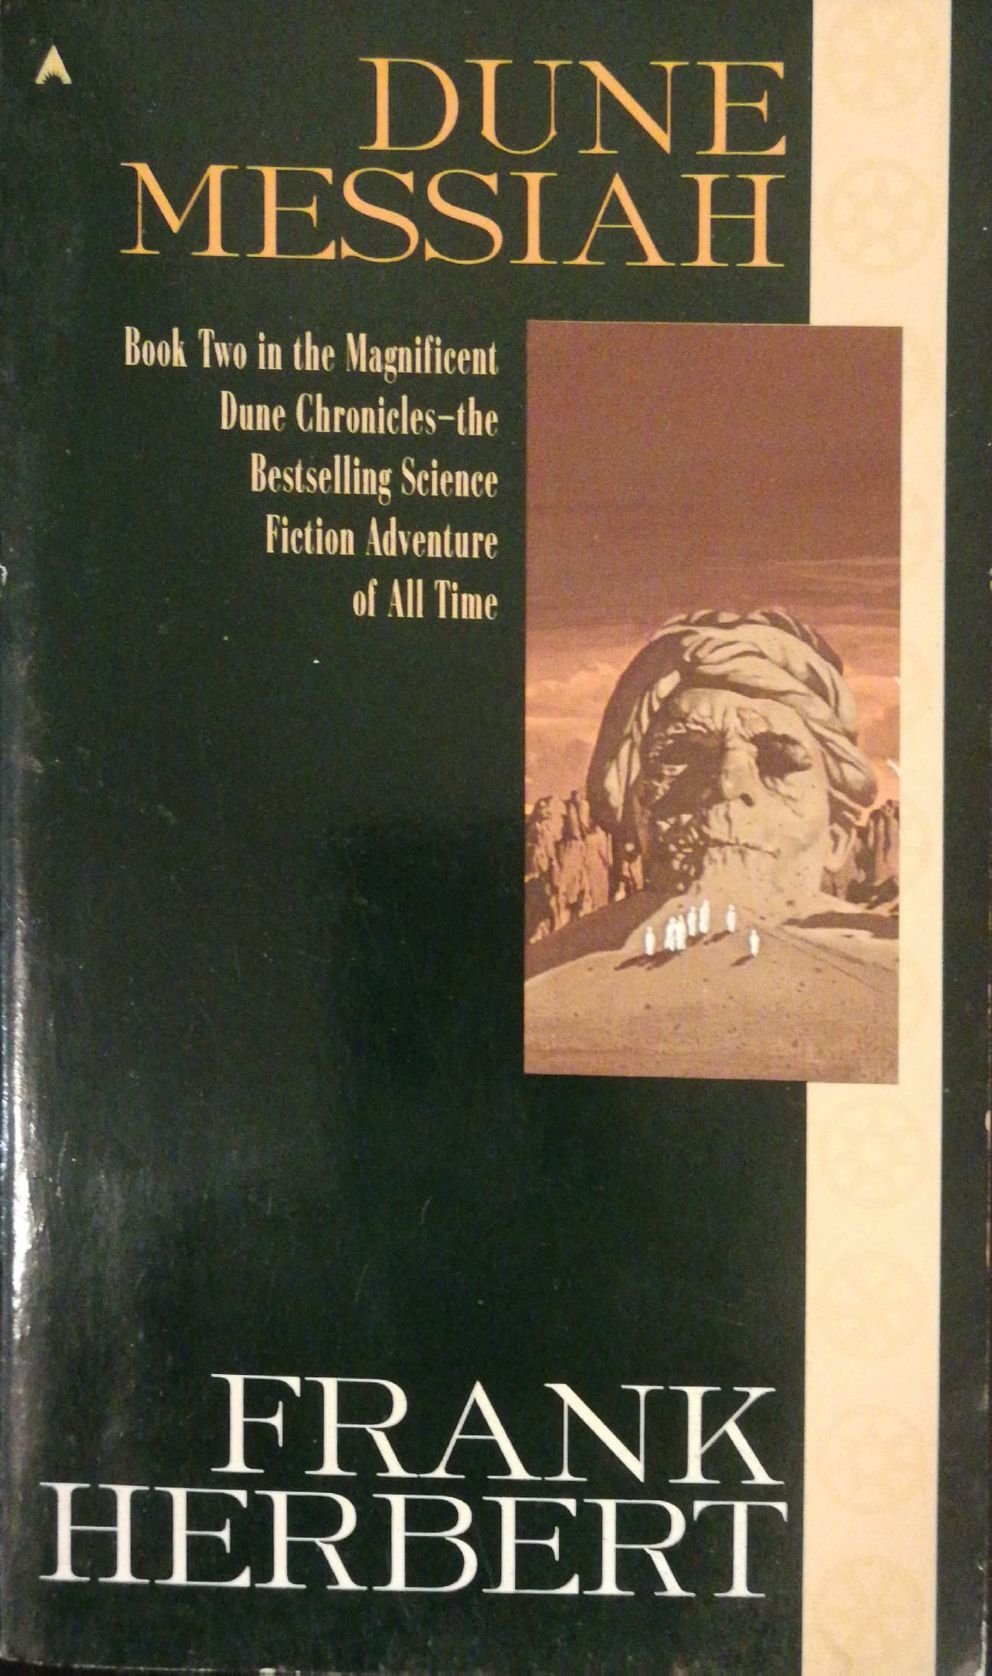 DUNE
MESSIAH
Book Two in the Magnificent
Dune Chronicles–the
Bestselling Science
Fiction Adventure
of All Time
FRANK
HERBERT